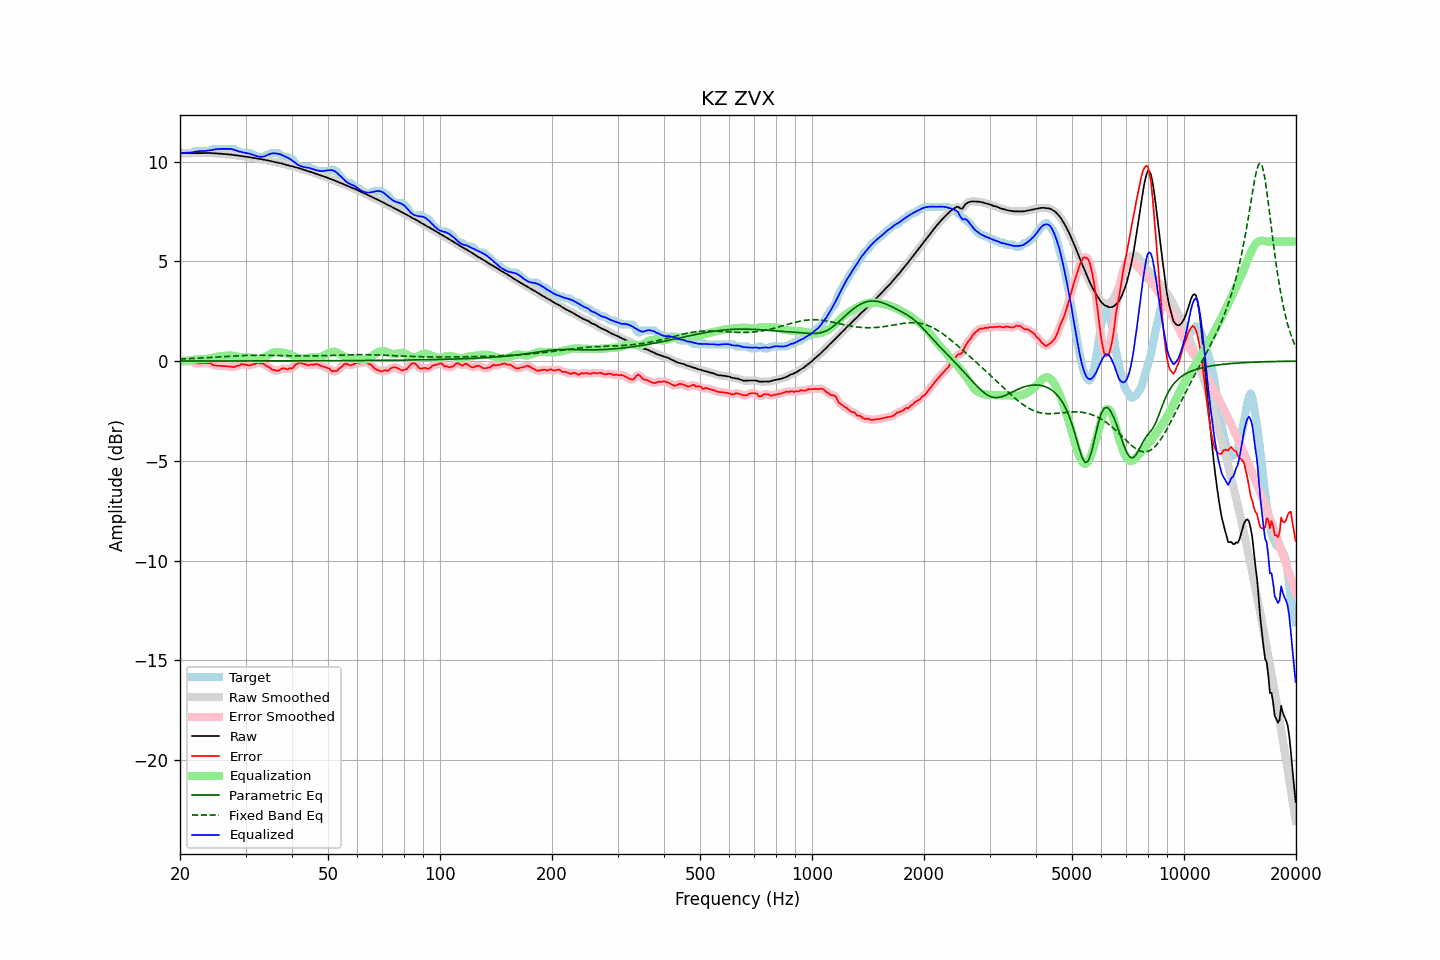 KZ ZVX
10
5
0
−5
−10
−15
−20
Amplitude (dBr)
Target
Raw Smoothed
Error Smoothed
Raw
Error
Equalization
Parametric Eq
Fixed Band Eq
Equalized
20 50 100 200 500 1000 2000 5000 10000 20000
Frequency (Hz)